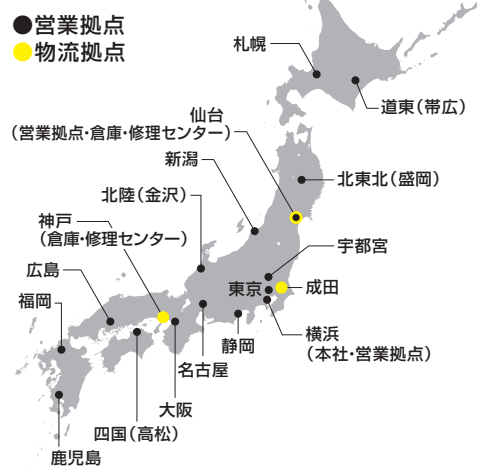 ●営業拠点
●物流拠点
札幌
道東(帯広)
仙台
(営業拠点・倉庫・修理センター)
新潟
北東北(盛岡)
北陸(金沢)
神戸
(倉庫・修理センター)
宇都宮
広島
東京
成田
福岡
横浜
(本社・営業拠点)
静岡
名古屋
大阪
四国(高松)
鹿児島